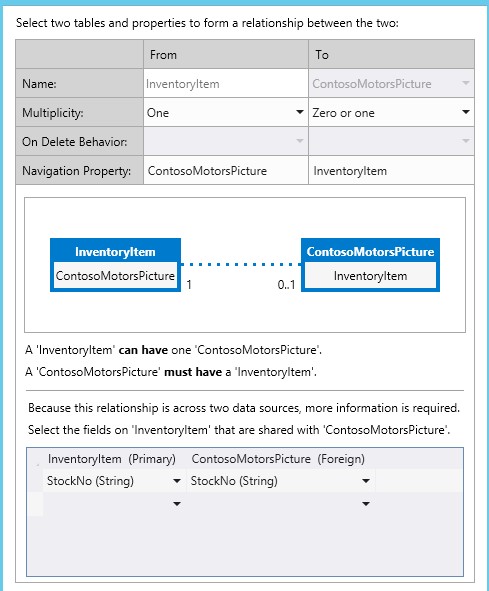 Select two tables and properties to form a relationship between the two:
From To
Name: InventoryItem ContosoMotorsPicture
Multiplicity: One Zero or one
On Delete Behavior:
Navigation Property: ContosoMotorsPicture InventoryItem
InventoryItem ContosoMotorsPicture
ContosoMotorsPicture InventoryItem
1 0..1
A 'InventoryItem' can have one 'ContosoMotorsPicture'.
A 'ContosoMotorsPicture' must have a 'InventoryItem'.
Because this relationship is across two data sources, more information is required.
Select the fields on 'InventoryItem' that are shared with 'ContosoMotorsPicture'.
InventoryItem (Primary) ContosoMotorsPicture (Foreign)
StockNo (String) StockNo (String)